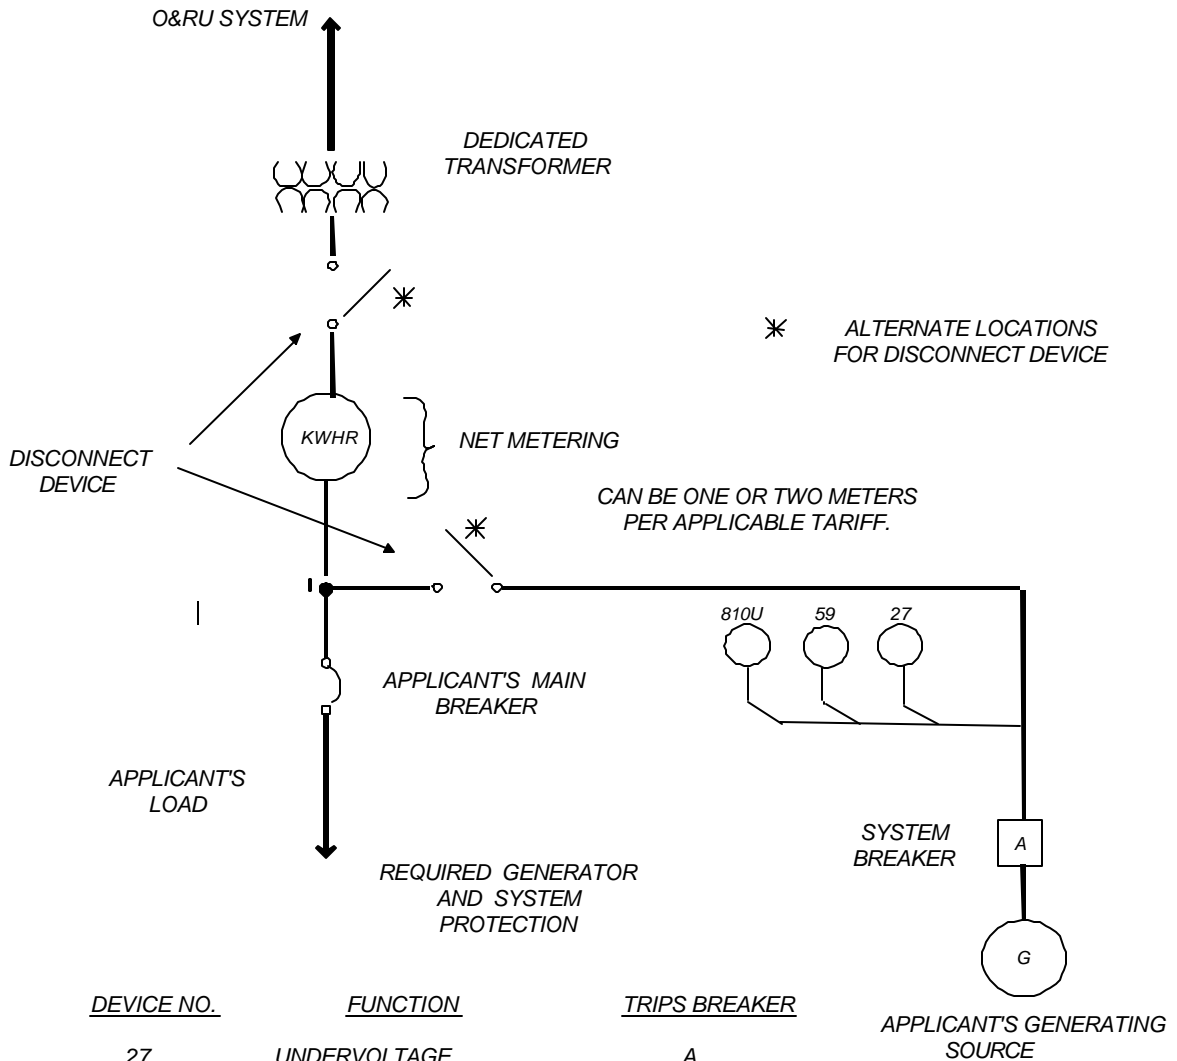 O&RU SYSTEM
DEDICATED
TRANSFORMER
ALTERNATE LOCATIONS
FOR DISCONNECT DEVICE
KWHR
NET METERING
DISCONNECT
DEVICE
CAN BE ONE OR TWO METERS
PER APPLICABLE TARIFF.
810U
59
27
APPLICANT'S MAIN
BREAKER
APPLICANT'S
LOAD
SYSTEM
BREAKER
A
REQUIRED GENERATOR
AND SYSTEM
PROTECTION
G
DEVICE NO. FUNCTION TRIPS BREAKER
APPLICANT'S GENERATING
SOURCE
27 UNDERVOLTAGE A